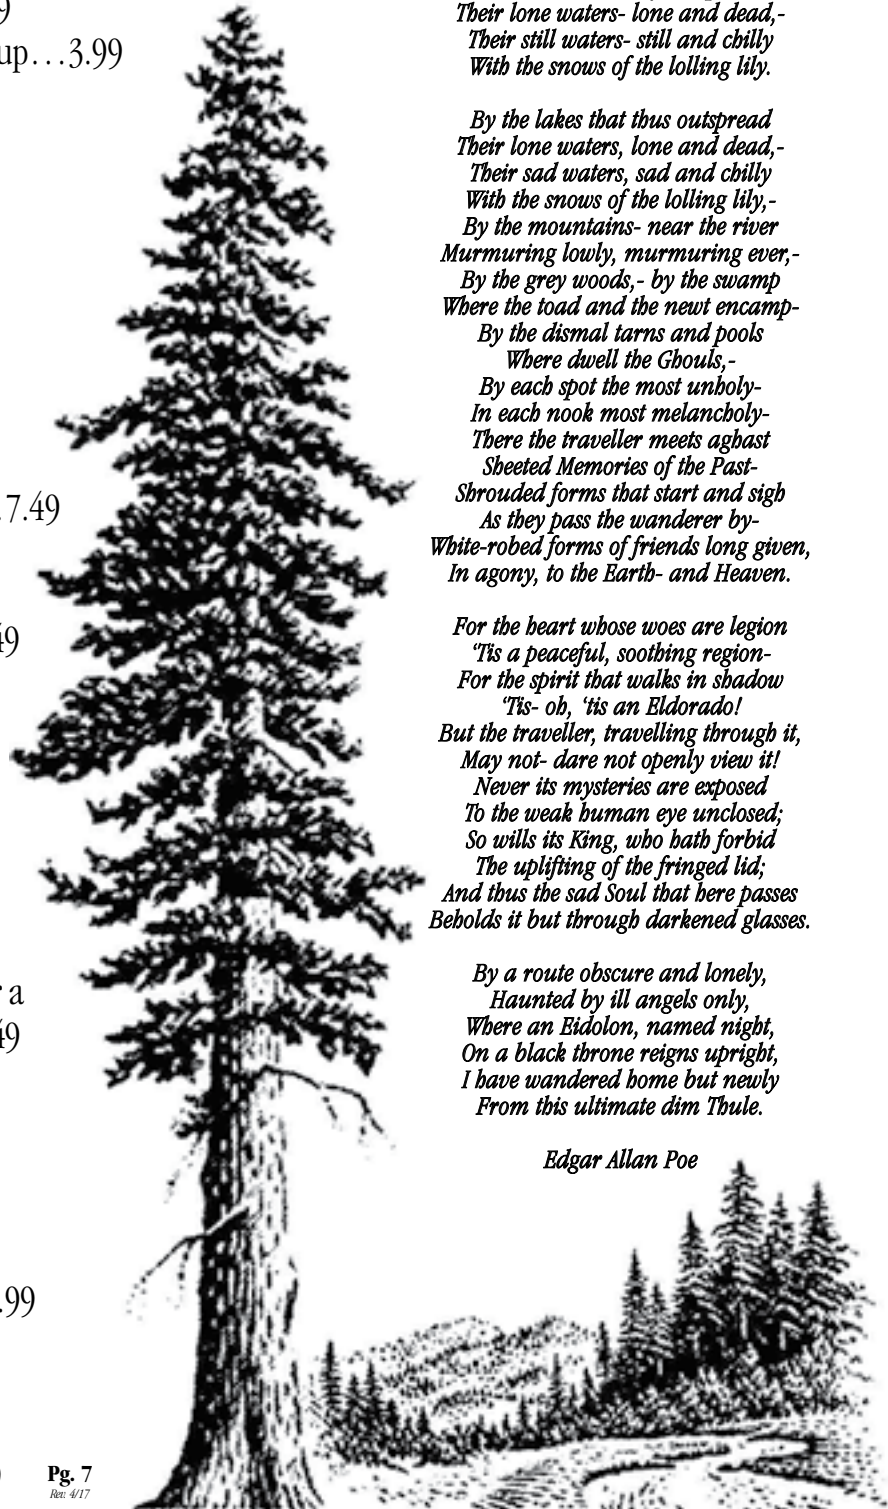 up…3.99
.7.49
49
r a
49
.99
Their lone waters- lone and dead,-
Their still waters- still and chilly
With the snows of the lolling lily.
By the lakes that thus outspread
Their lone waters, lone and dead,-
Their sad waters, sad and chilly
With the snows of the lolling lily,-
By the mountains- near the river
Murmuring lowly, murmuring ever,-
By the grey woods,- by the swamp
Where the toad and the newt encamp-
By the dismal tarns and pools
Where dwell the Ghouls,-
By each spot the most unholy-
In each nook most melancholy-
There the traveller meets aghast
Sheeted Memories of the Past-
Shrouded forms that start and sigh
As they pass the wanderer by-
White-robed forms of friends long given,
In agony, to the Earth- and Heaven.
For the heart whose woes are legion
‘Tis a peaceful, soothing region-
For the spirit that walks in shadow
‘Tis- oh, ‘tis an Eldorado!
But the traveller, travelling through it,
May not- dare not openly view it!
Never its mysteries are exposed
To the weak human eye unclosed;
So wills its King, who hath forbid
The uplifting of the fringed lid;
And thus the sad Soul that here passes
Beholds it but through darkened glasses.
By a route obscure and lonely,
Haunted by ill angels only,
Where an Eidolon, named night,
On a black throne reigns upright,
I have wandered home but newly
From this ultimate dim Thule.
Edgar Allan Poe
Pg. 7
Rev. 4/17